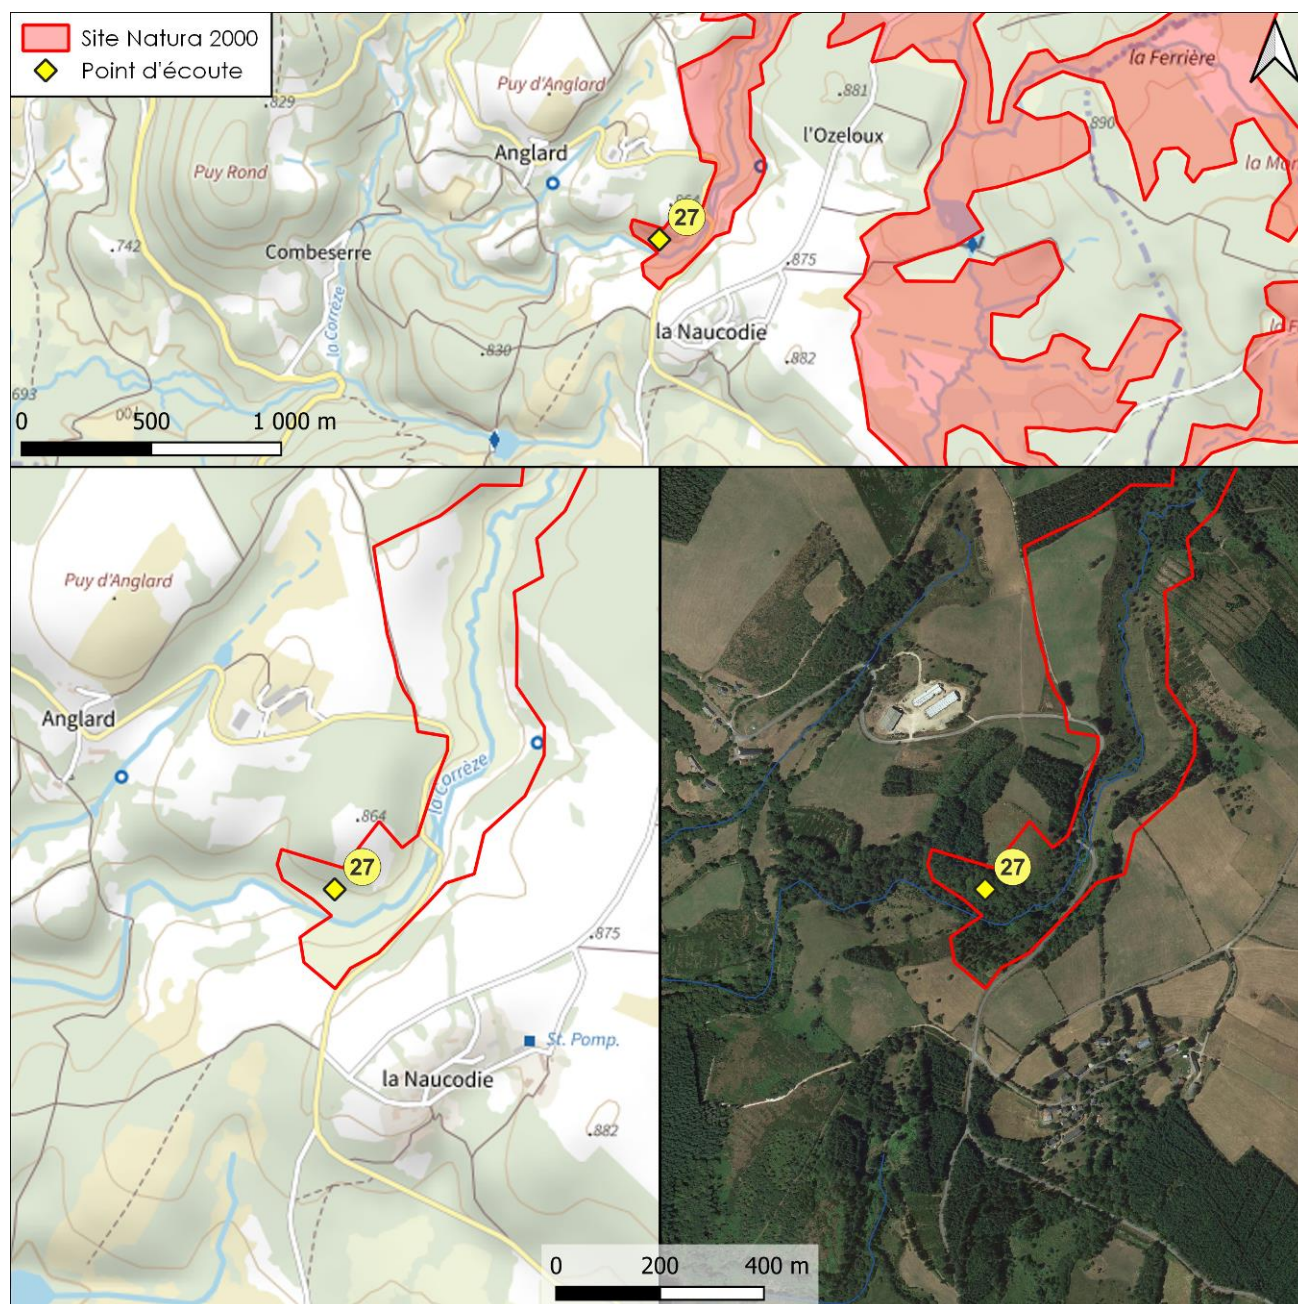 Site Natura 2000
Point d'écoute
829
Puy d'Anglard
881
la Ferrière
890
l'Ozeloux
Anglard
Puy Rond
27
742
Combeserre
875
la Corrèze
la Naucodie
830
882
693
0 500 1 000 m
Puy d'Anglard
Anglard
la Corrèze
864
27
27
875
St. Pomp.
la Naucodie
882
0 200 400 m